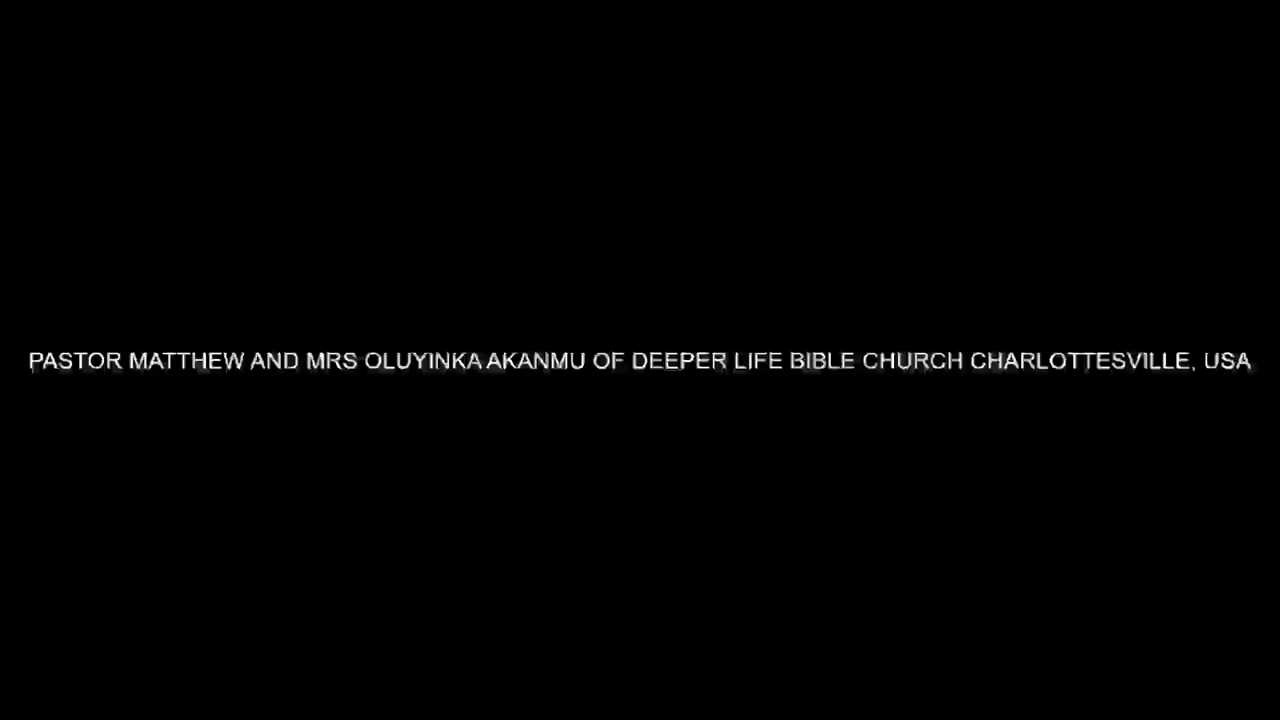 PASTOR MATTHEW AND MRS OLUYINKA AKANMU OF DEEPER LIFE BIBLE CHURCH CHARLOTTESVILLE, USA